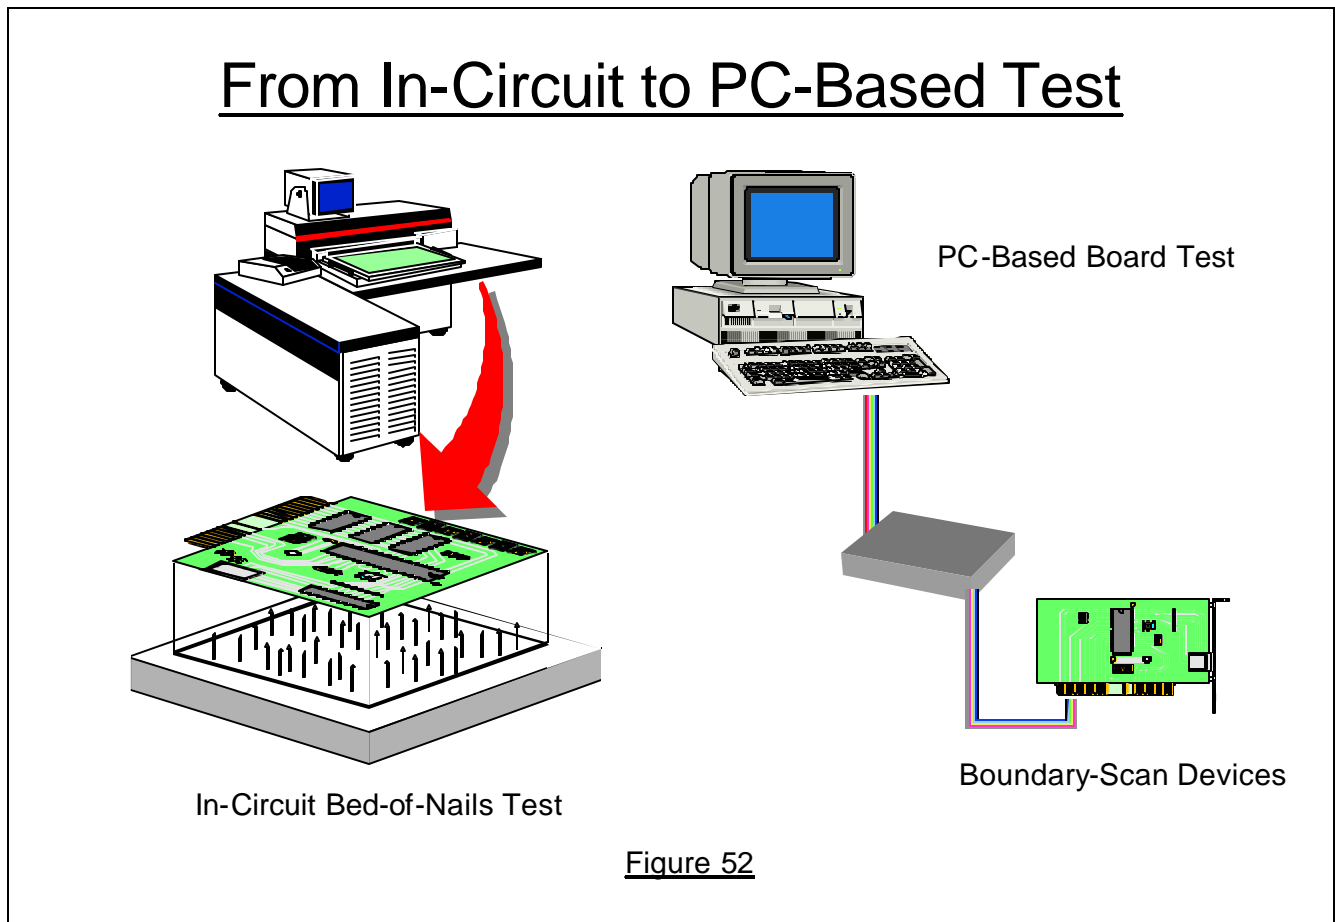 From In-Circuit to PC-Based Test
PC-Based Board Test
Boundary-Scan Devices
In-Circuit Bed-of-Nails Test
Figure 52